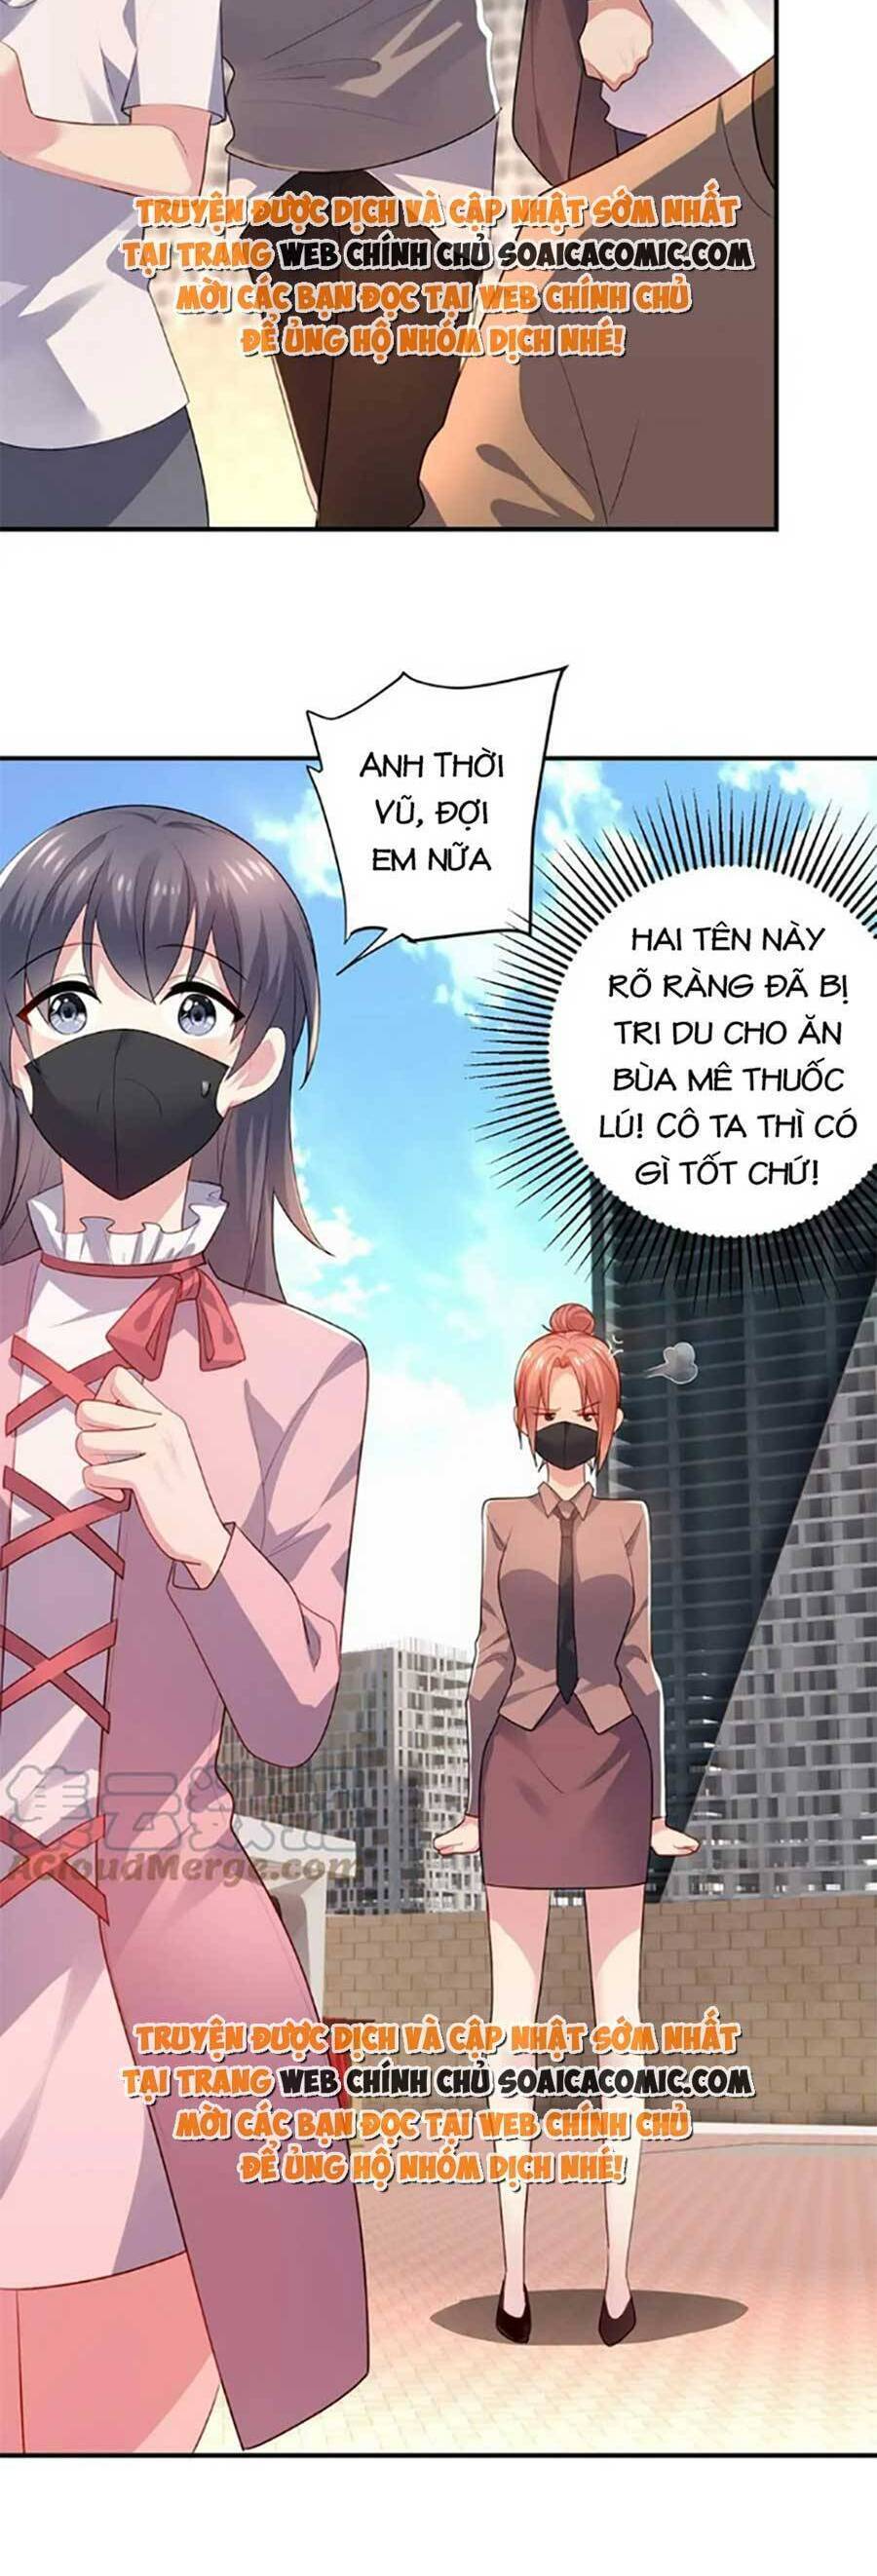 TRUYỆN ĐƯỢC DỊCH VÀ CẬP NHẬT SỚM NHẤT
TẠI TRANG WEB CHÍNH CHỦ SOAICACOMIC.COM
MỜI CÁC BẠN ĐỌC TẠI WEB CHÍNH CHỦ
ĐỂ ỦNG HỘ NHÓM DỊCH NHÉ!
ANH THỜI
VŨ, ĐỢI
EM NỮA
HAI TÊN NÀY
RÕ RÀNG ĐÃ BỊ
TRI DU CHO ĂN
BÙA MÊ THUỐC
LÚ! CÔ TA THÌ CÓ
GÌ TỐT CHỨ!
集云数据
ACloudMerge.com
TRUYỆN ĐƯỢC DỊCH VÀ CẬP NHẬT SỚM NHẤT
TẠI TRANG WEB CHÍNH CHỦ SOAICACOMIC.COM
MỜI CÁC BẠN ĐỌC TẠI WEB CHÍNH CHỦ
ĐỂ ỦNG HỘ NHÓM DỊCH NHÉ!